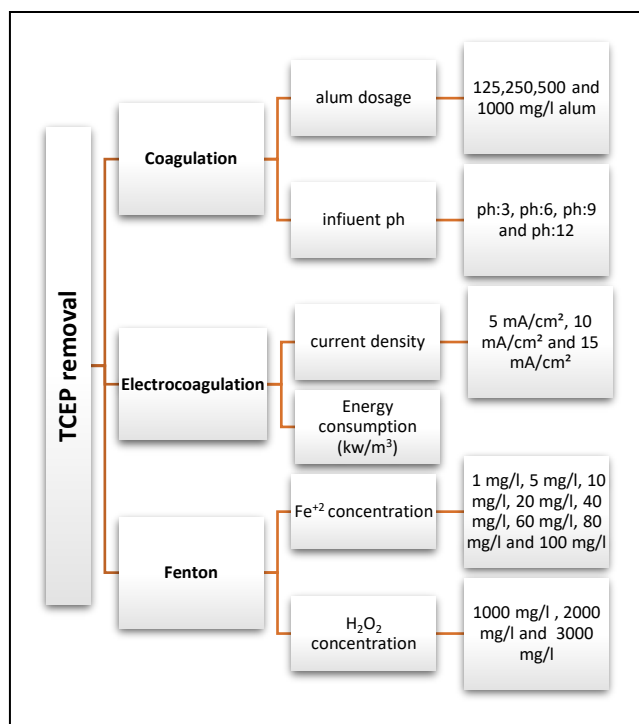 TCEP removal
Coagulation
alum dosage
125,250,500 and
1000 mg/l alum
infiuent ph
ph:3, ph:6, ph:9
and ph:12
Electrocoagulation
current density
5 mA/cm², 10
mA/cm² and 15
mA/cm²
Energy
consumption
(kw/m³)
Fenton
Fe⁺² concentration
1 mg/l, 5 mg/l, 10
mg/l, 20 mg/l, 40
mg/l, 60 mg/l, 80
mg/l and 100 mg/l
H₂O₂
concentration
1000 mg/l , 2000
mg/l and 3000
mg/l